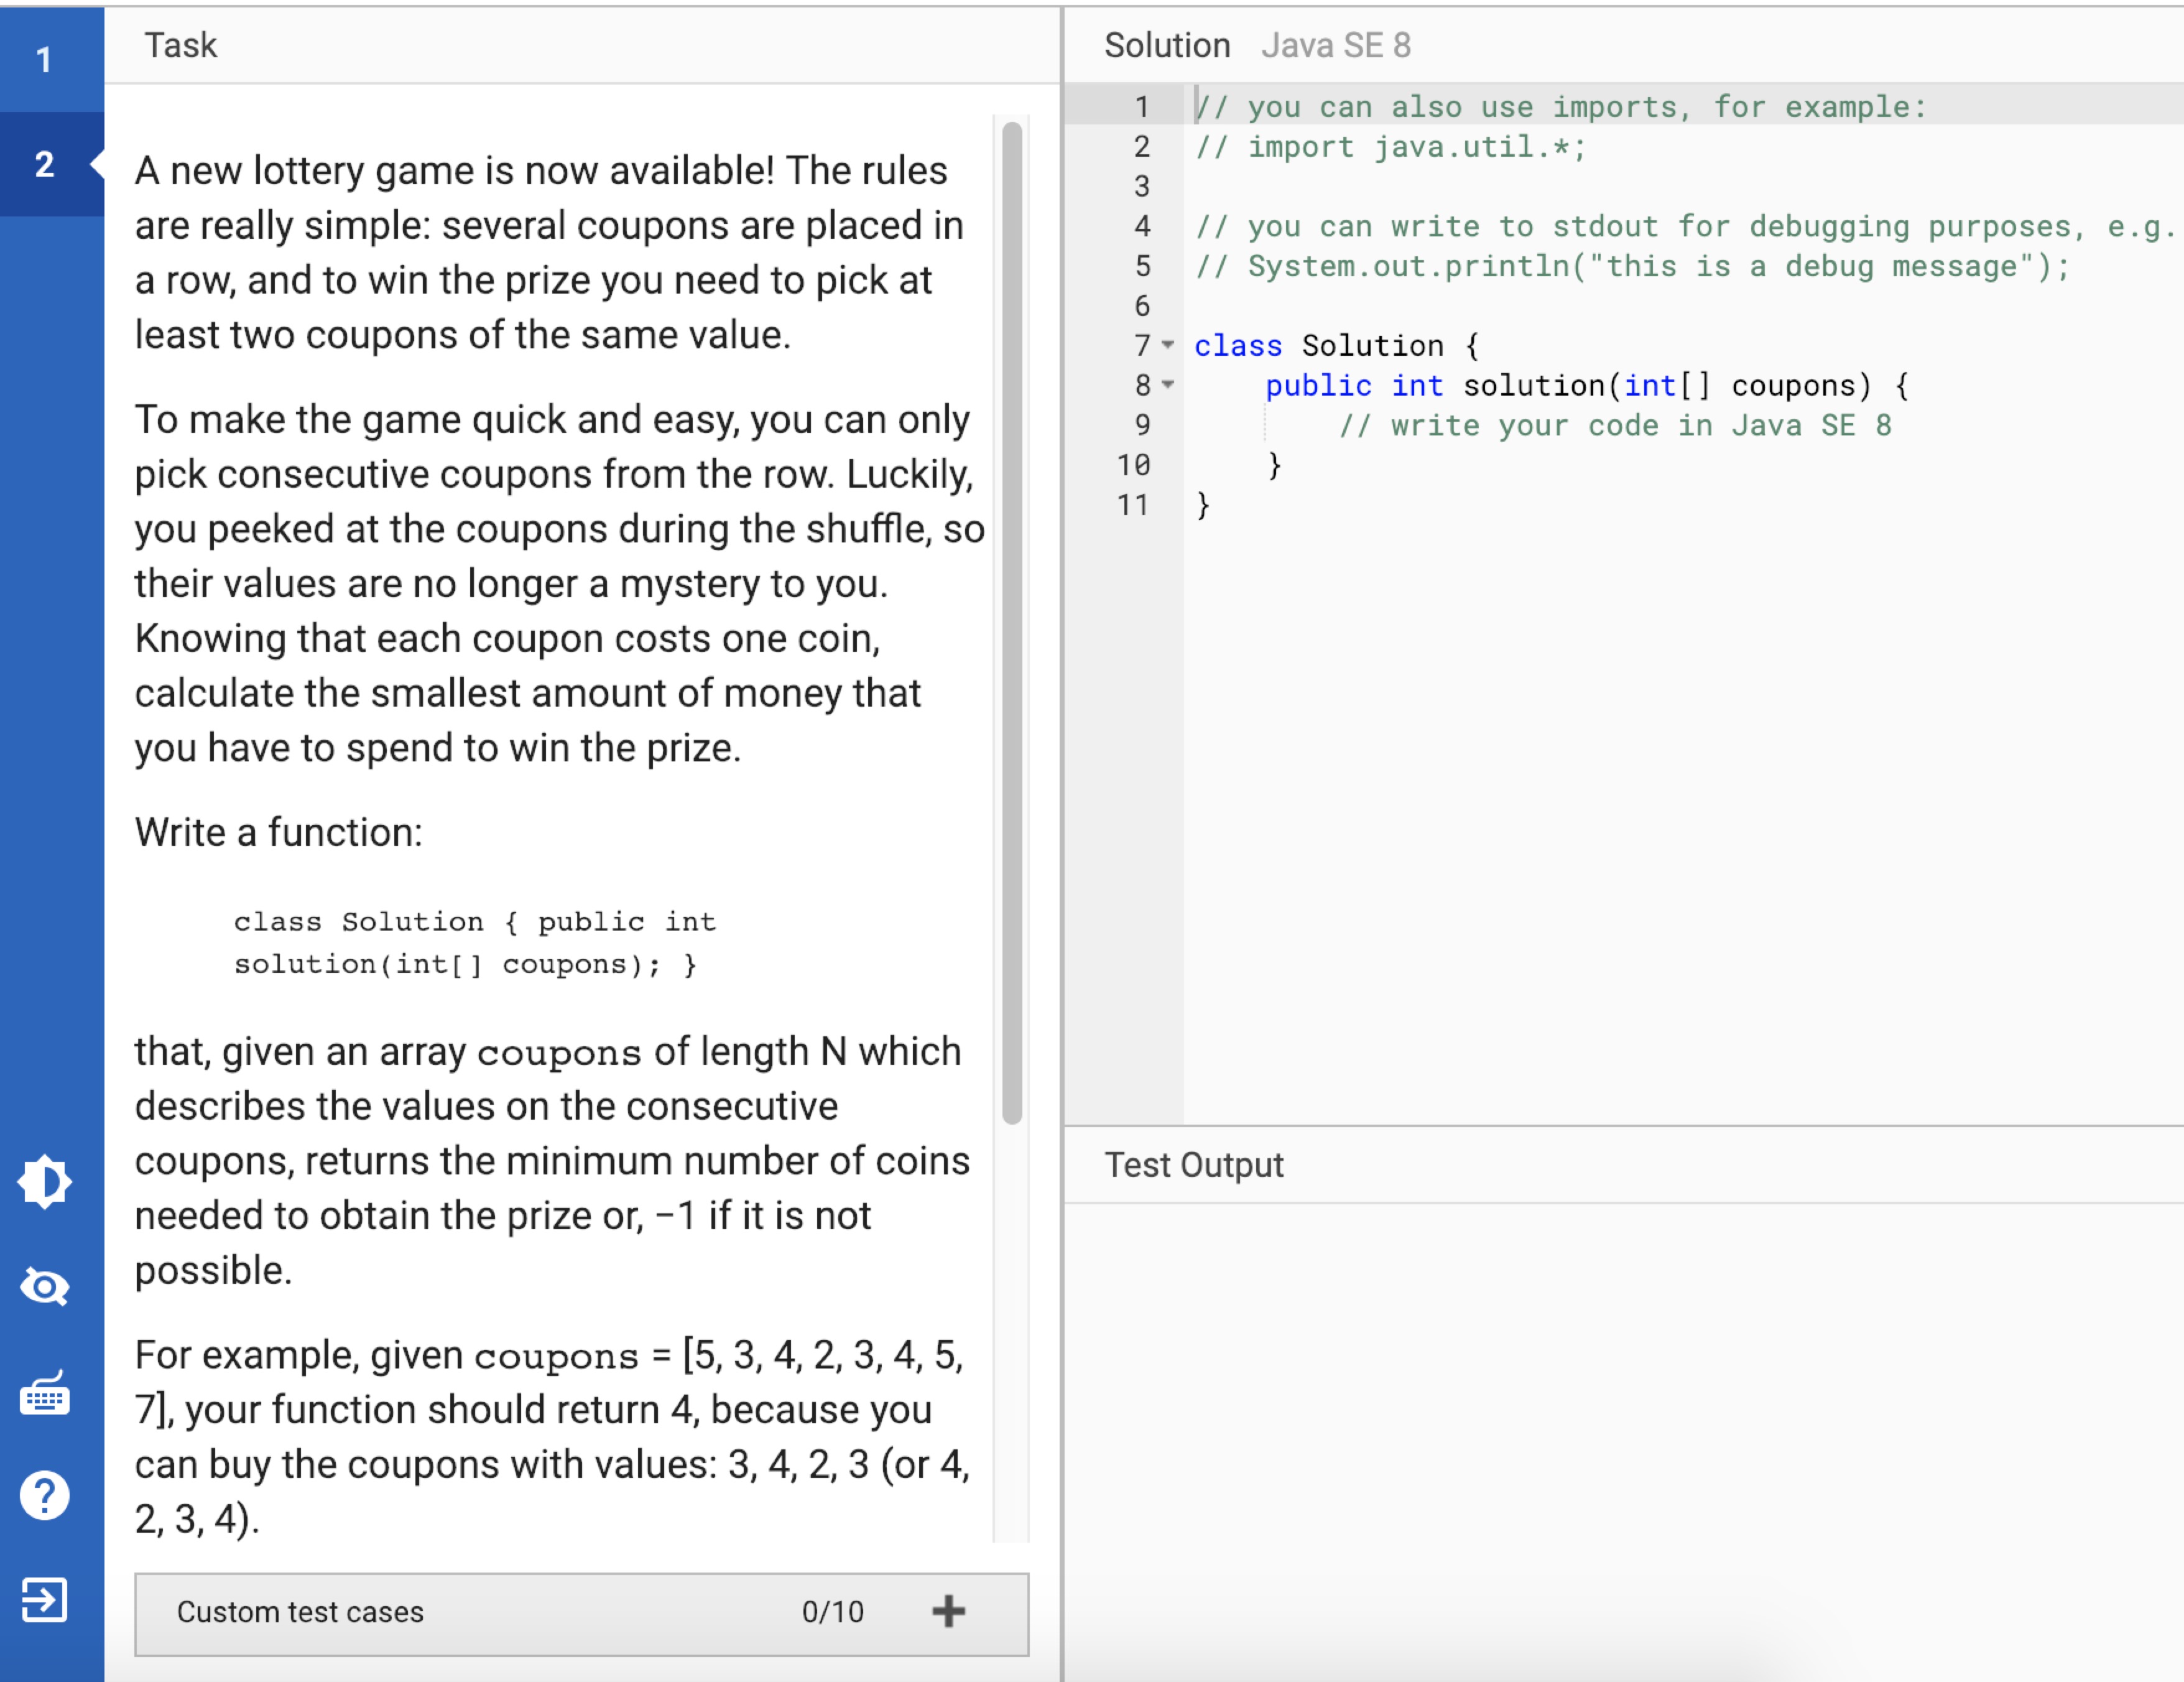 1
2
Task
A new lottery game is now available! The rules
are really simple: several coupons are placed in
a row, and to win the prize you need to pick at
least two coupons of the same value.
To make the game quick and easy, you can only
pick consecutive coupons from the row. Luckily,
you peeked at the coupons during the shuffle, so
their values are no longer a mystery to you.
Knowing that each coupon costs one coin,
calculate the smallest amount of money that
you have to spend to win the prize.
Write a function:
class Solution { public int
solution(int[] coupons); }
that, given an array coupons of length N which
describes the values on the consecutive
coupons, returns the minimum number of coins
needed to obtain the prize or, −1 if it is not
possible.
For example, given coupons = [5, 3, 4, 2, 3, 4, 5,
7], your function should return 4, because you
can buy the coupons with values: 3, 4, 2, 3 (or 4,
2, 3, 4).
Custom test cases 0/10 +
Solution Java SE 8
1 // you can also use imports, for example:
2 // import java.util.*;
3
4 // you can write to stdout for debugging purposes, e.g.
5 // System.out.println("this is a debug message");
6
7 class Solution {
8 public int solution(int[] coupons) {
9 // write your code in Java SE 8
10 }
11 }
Test Output
?